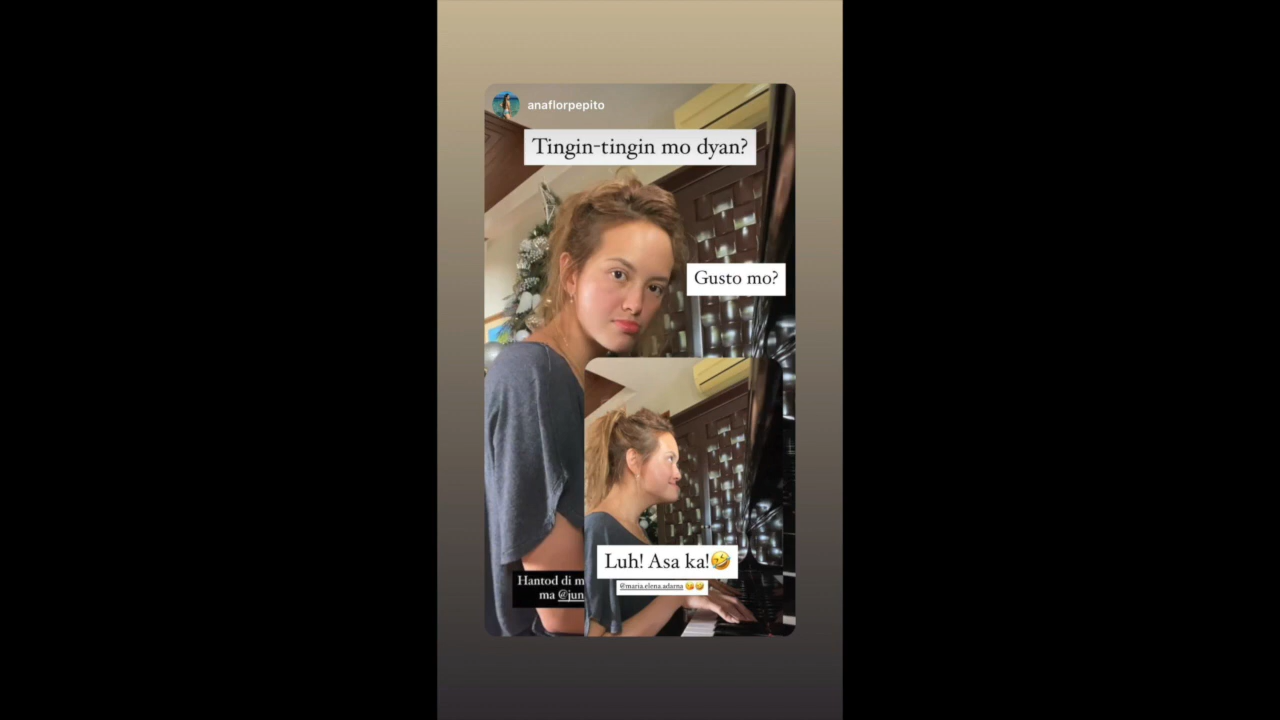 anaflorpepito
Tingin-tingin mo dyan?
Gusto mo?
Luh! Asa ka!🤣
@maria.elena.adarna 😘🤣
Hantod di m
ma @jun